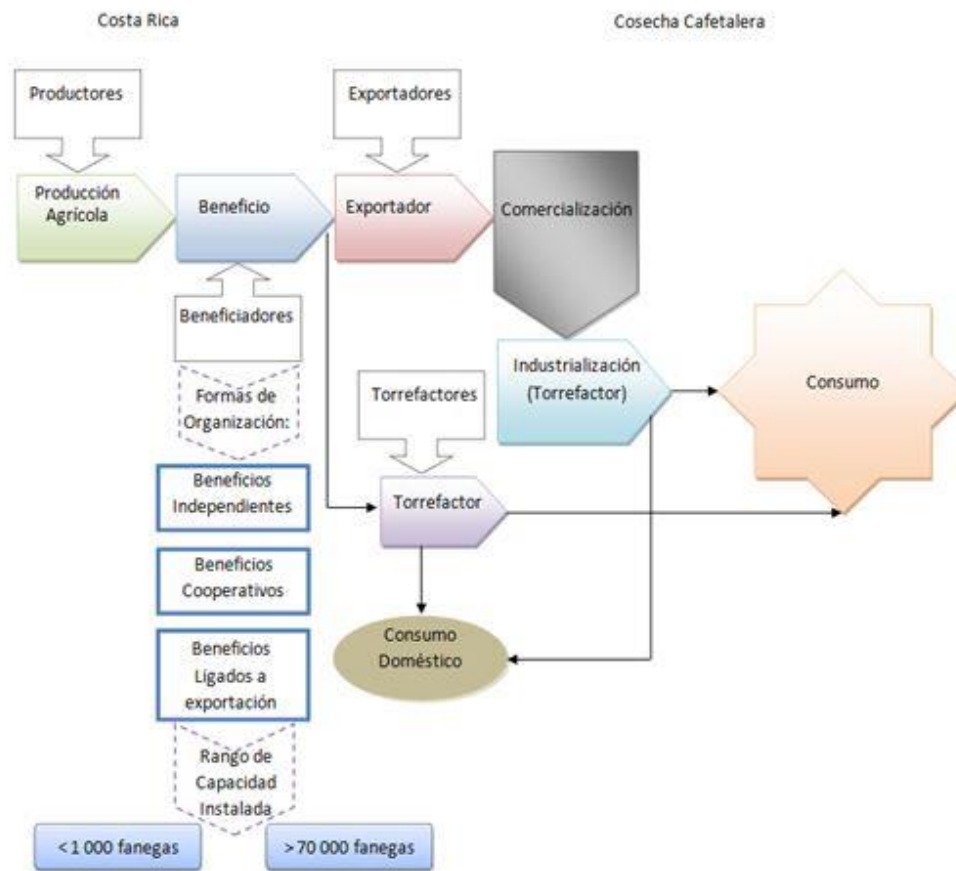 Costa Rica
Cosecha Cafetalera
Productores
Exportadores
Producción
Agrícola
Beneficio
Exportador
Comercialización
Beneficiadores
Industrialización
(Torrefactor)
Consumo
Formas de
Organización:
Torrefactores
Beneficios
Independientes
Torrefactor
Beneficios
Cooperativos
Consumo
Doméstico
Beneficios
Ligados a
exportación
Rango de
Capacidad
Instalada
< 1 000 fanegas
> 70 000 fanegas